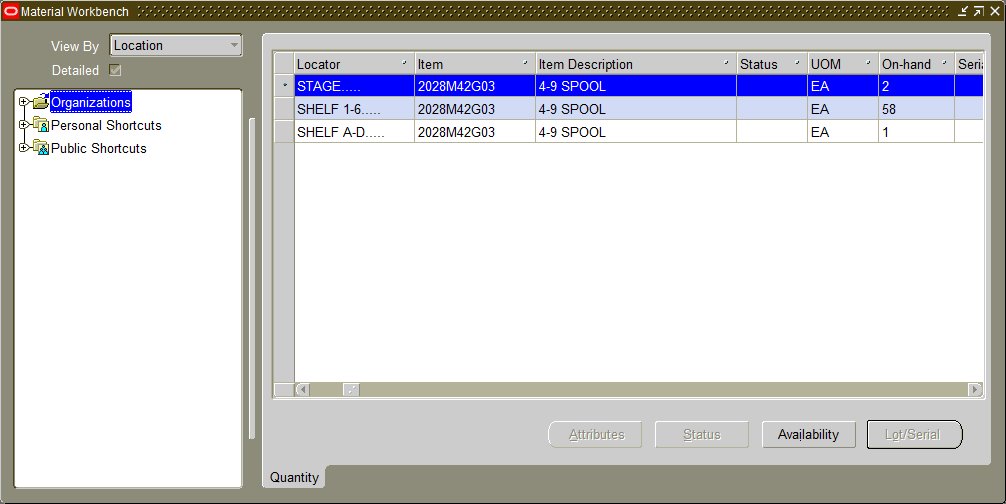 Material Workbench
View By Location
Detailed
Organizations
Personal Shortcuts
Public Shortcuts
Locator Item Item Description Status UOM On-hand Seria
STAGE..... 2028M42G03 4-9 SPOOL EA 2
SHELF 1-6..... 2028M42G03 4-9 SPOOL EA 58
SHELF A-D..... 2028M42G03 4-9 SPOOL EA 1
Attributes Status Availability Lot/Serial
Quantity